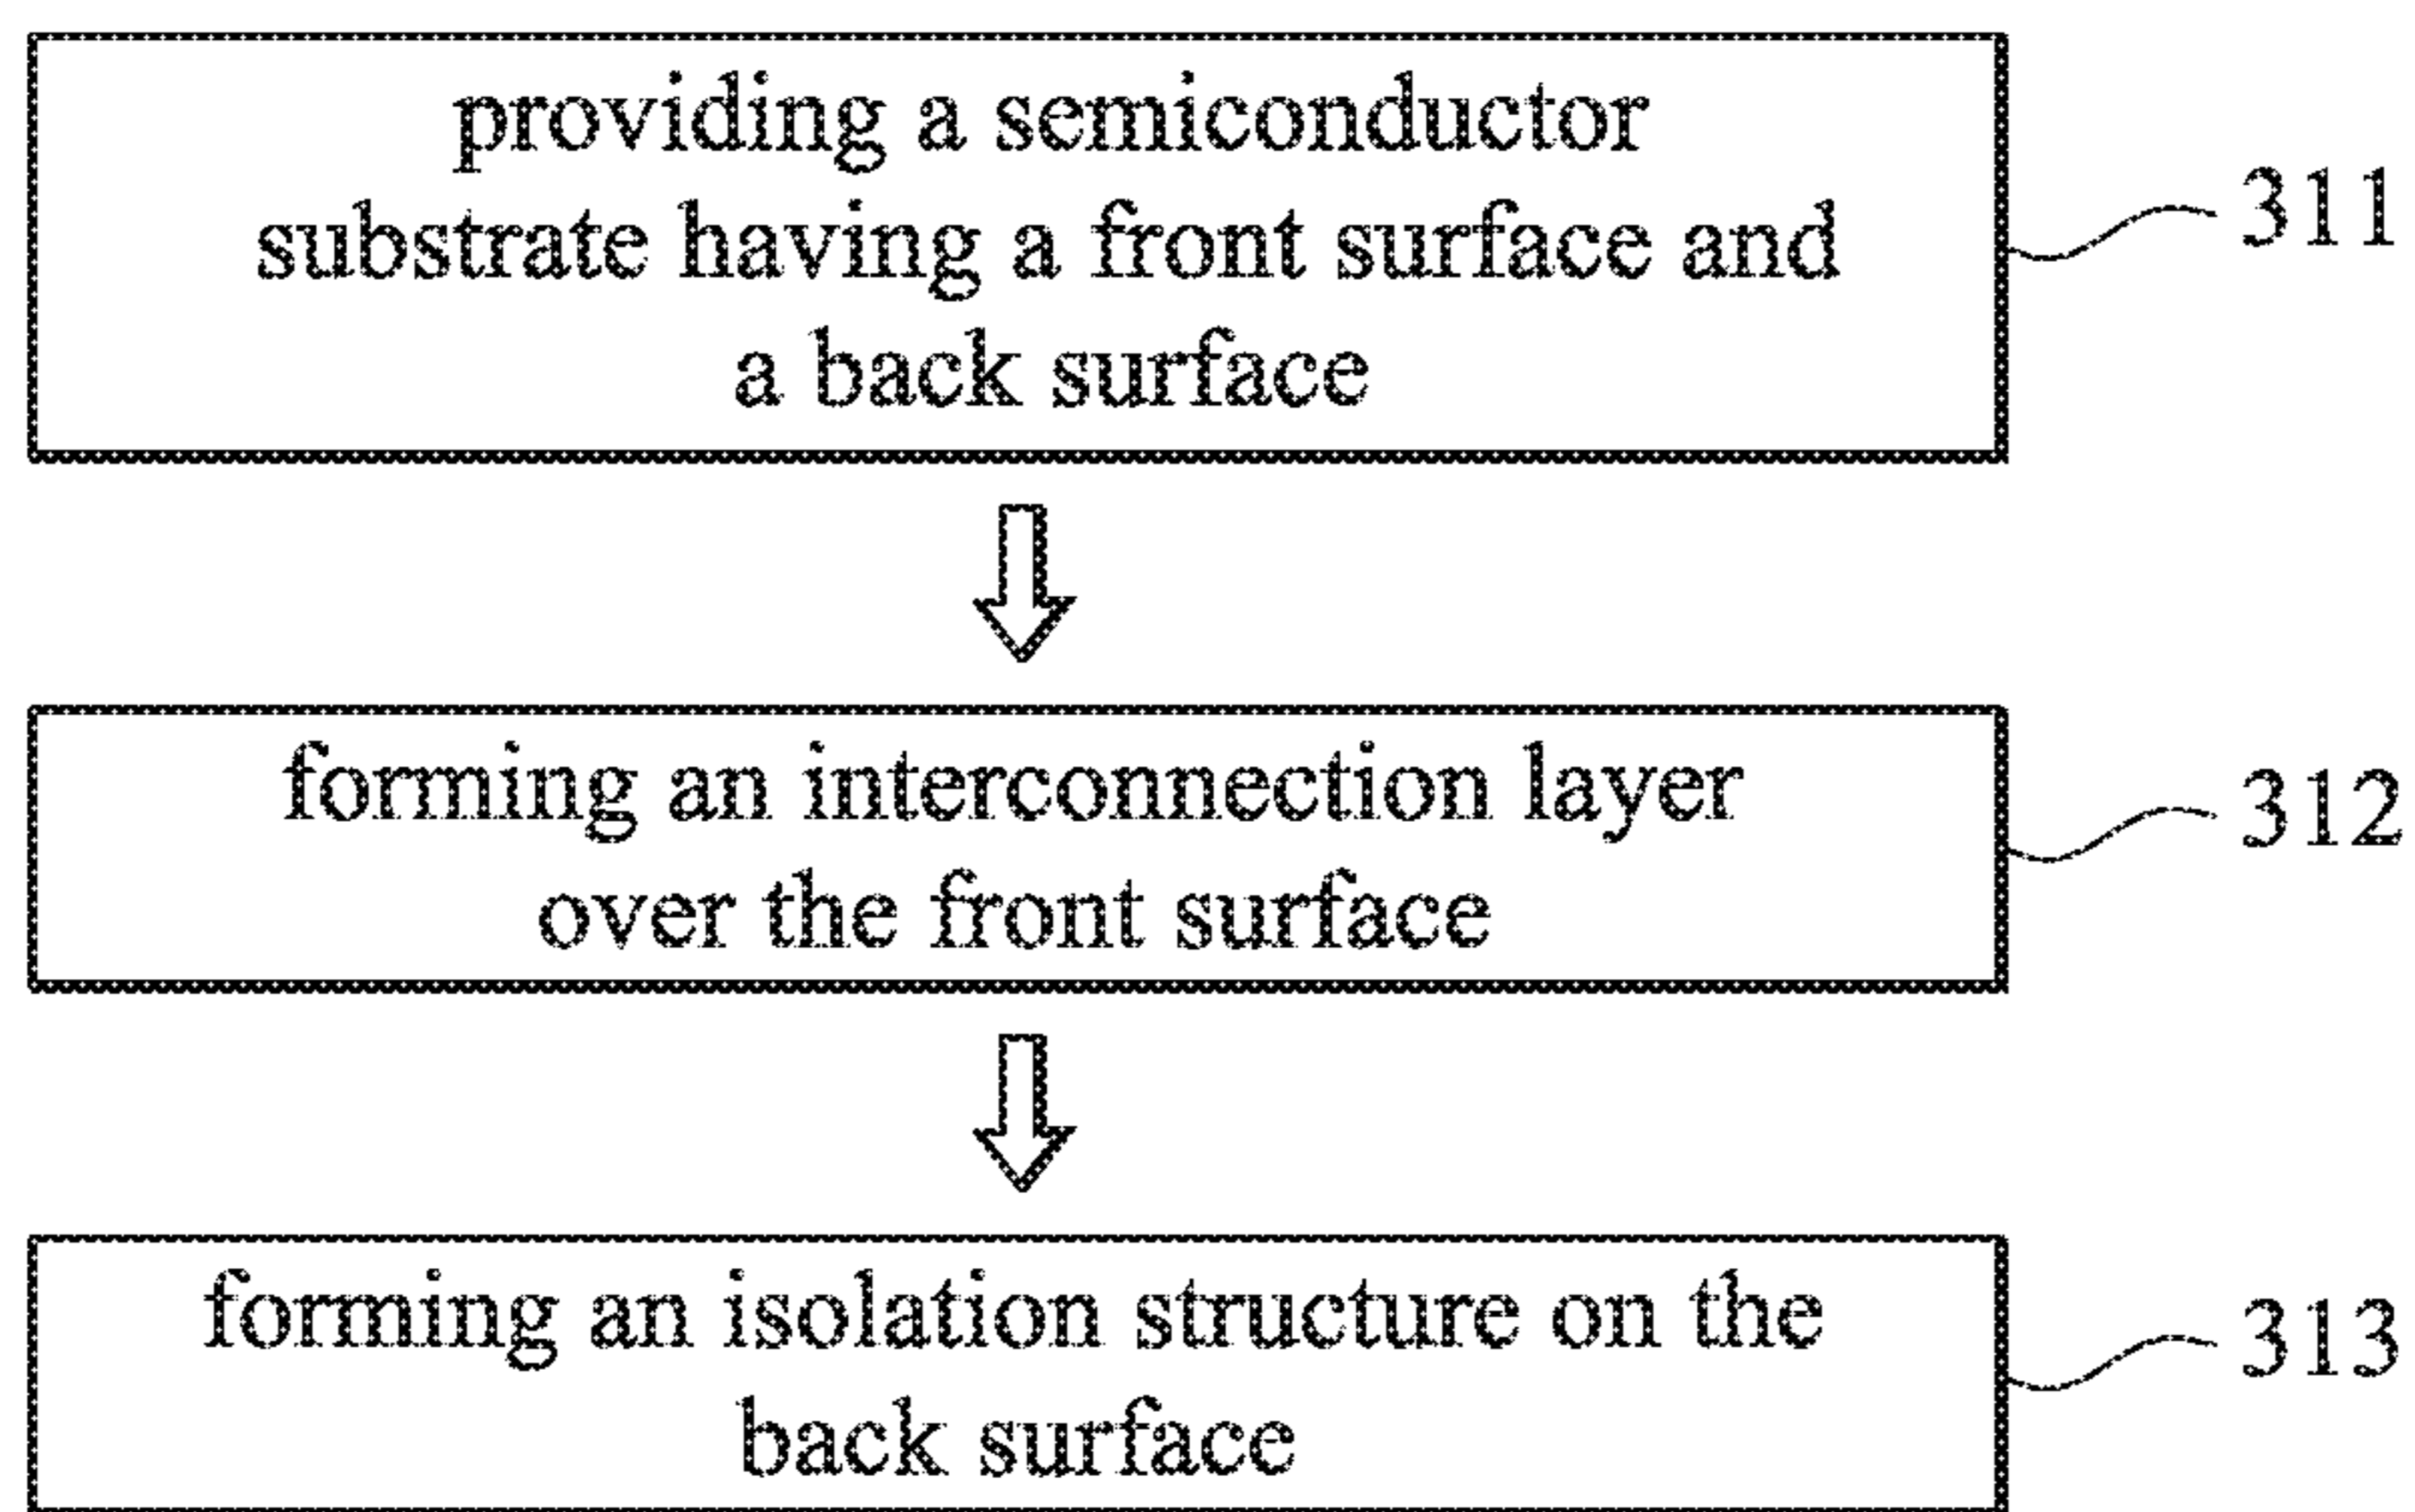 providing a semiconductor
substrate having a front surface and
a back surface
311
forming an interconnection layer
over the front surface
312
forming an isolation structure on the
back surface
313